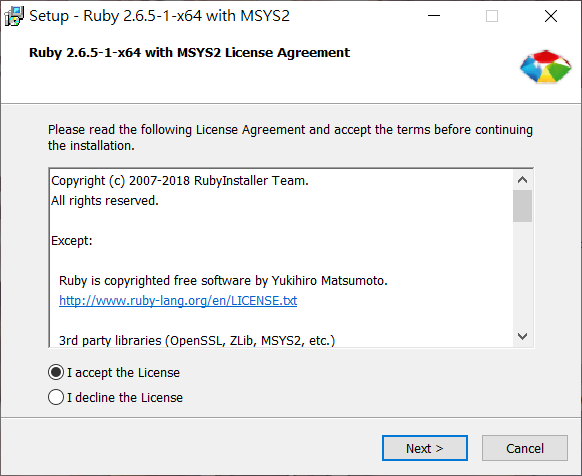 Setup - Ruby 2.6.5-1-x64 with MSYS2
Ruby 2.6.5-1-x64 with MSYS2 License Agreement
Please read the following License Agreement and accept the terms before continuing
the installation.
Copyright (c) 2007-2018 RubyInstaller Team.
All rights reserved.
Except:
Ruby is copyrighted free software by Yukihiro Matsumoto.
http://www.ruby-lang.org/en/LICENSE.txt
3rd party libraries (OpenSSL, ZLib, MSYS2, etc.)
I accept the License
I decline the License
Next >
Cancel